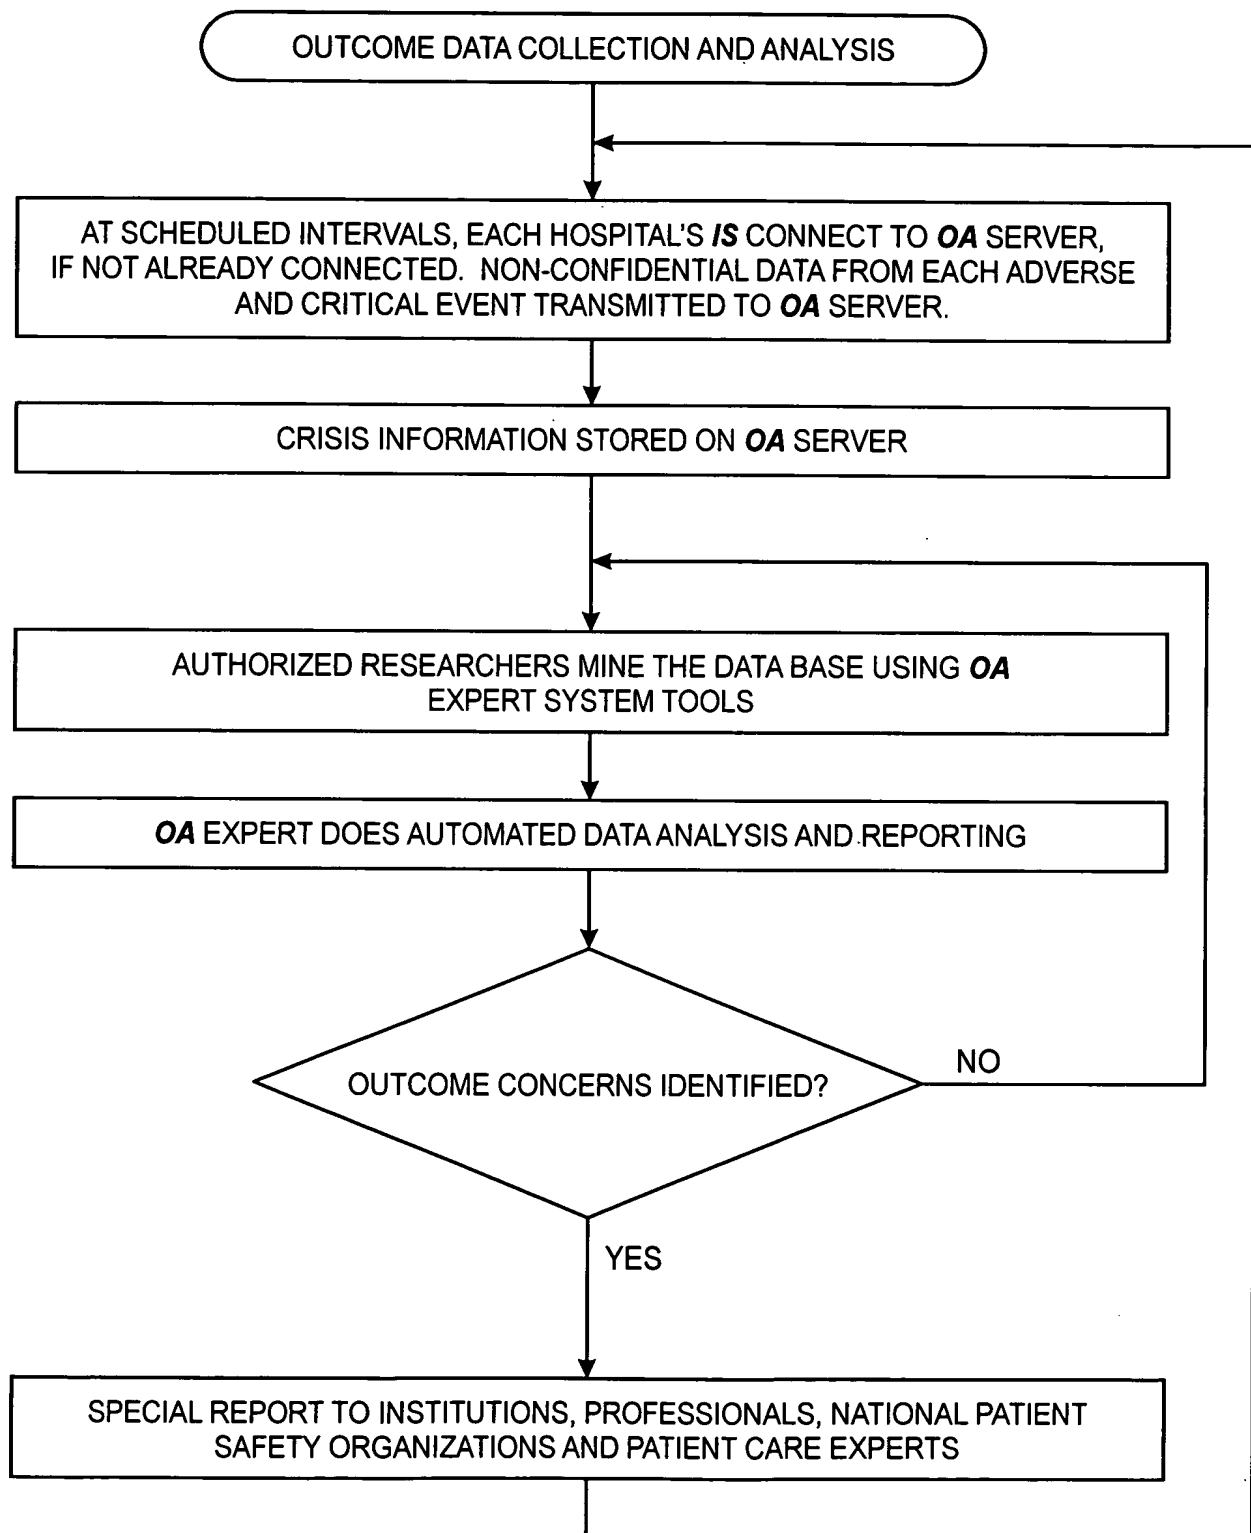 OUTCOME DATA COLLECTION AND ANALYSIS
AT SCHEDULED INTERVALS, EACH HOSPITAL'S IS CONNECT TO OA SERVER,
IF NOT ALREADY CONNECTED. NON-CONFIDENTIAL DATA FROM EACH ADVERSE
AND CRITICAL EVENT TRANSMITTED TO OA SERVER.
CRISIS INFORMATION STORED ON OA SERVER
AUTHORIZED RESEARCHERS MINE THE DATA BASE USING OA
EXPERT SYSTEM TOOLS
OA EXPERT DOES AUTOMATED DATA ANALYSIS AND REPORTING
OUTCOME CONCERNS IDENTIFIED?
NO
YES
SPECIAL REPORT TO INSTITUTIONS, PROFESSIONALS, NATIONAL PATIENT
SAFETY ORGANIZATIONS AND PATIENT CARE EXPERTS